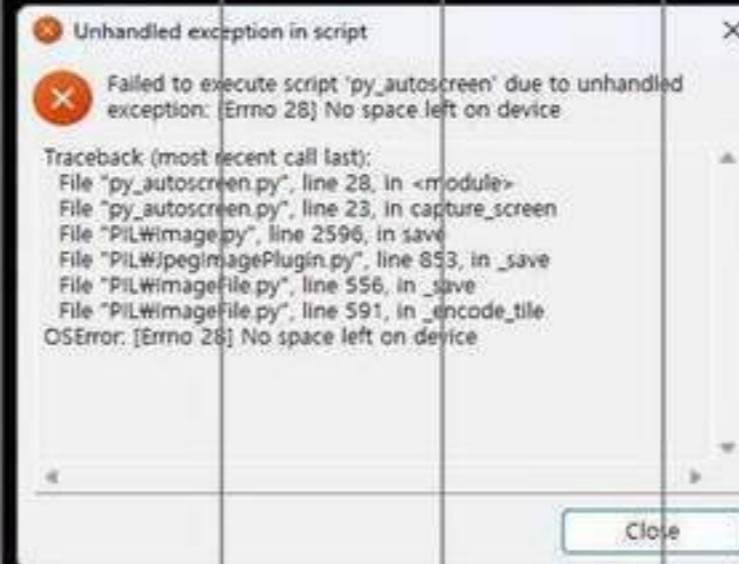 Unhandled exception in script
Failed to execute script 'py_autoscreen' due to unhandled
exception: [Errno 28] No space left on device
Traceback (most recent call last):
File "py_autoscreen.py", line 28, in <module>
File "py_autoscreen.py", line 23, in capture_screen
File "PIL₩Image.py", line 2596, in save
File "PIL₩JpegImagePlugin.py", line 853, in _save
File "PIL₩ImageFile.py", line 556, in _save
File "PIL₩ImageFile.py", line 591, in _encode_tile
OSError: [Errno 28] No space left on device
Close